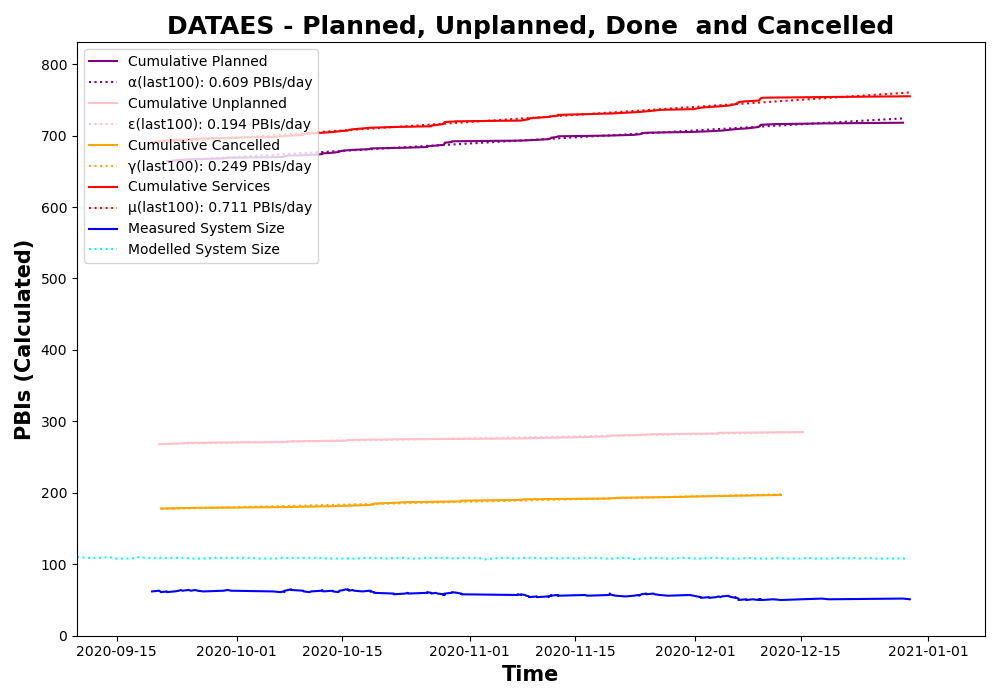 DATAES - Planned, Unplanned, Done  and Cancelled
800
700
600
500
400
300
200
100
0
PBIs (Calculated)
Cumulative Planned
α(last100): 0.609 PBIs/day
Cumulative Unplanned
ε(last100): 0.194 PBIs/day
Cumulative Cancelled
γ(last100): 0.249 PBIs/day
Cumulative Services
μ(last100): 0.711 PBIs/day
Measured System Size
Modelled System Size
2020-09-15 2020-10-01 2020-10-15 2020-11-01 2020-11-15 2020-12-01 2020-12-15 2021-01-01
Time